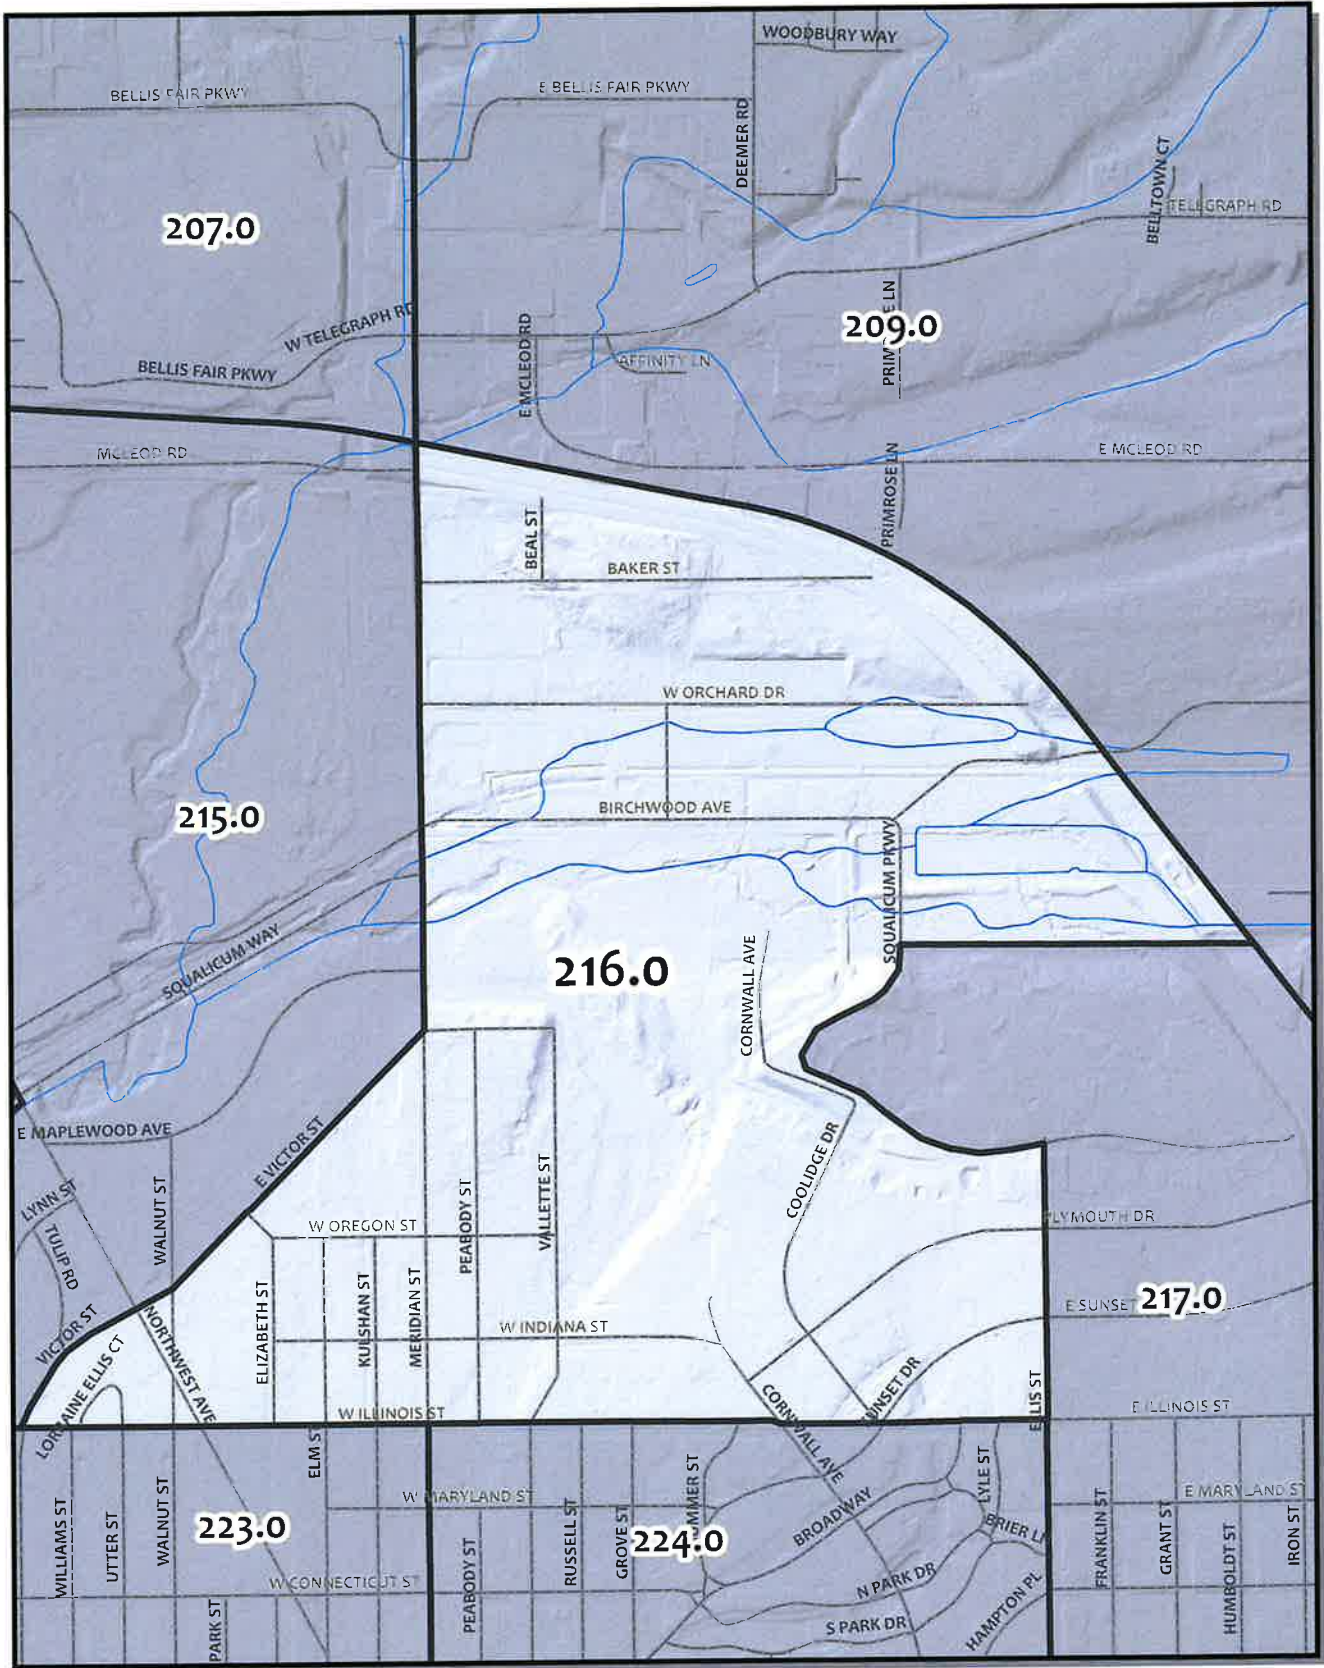 WOODBURY WAY
BELLIS FAIR PKWY
E BELLIS FAIR PKWY
DEEMER RD
BELLTOWN CT
TELEGRAPH RD
207.0
W TELEGRAPH RD
E MCLEOD RD
209.0
PRIMROSE LN
AFFINITY LN
BELLIS FAIR PKWY
MCLEOD RD
E MCLEOD RD
PRIMROSE LN
BEAL ST
BAKER ST
W ORCHARD DR
215.0
BIRCHWOOD AVE
SQUALICUM PKWY
SQUALICUM WAY
216.0
CORNWALL AVE
E MAPLEWOOD AVE
E VICTOR ST
COOLIDGE DR
LYNN ST
TULIP RD
WALNUT ST
W OREGON ST
PEABODY ST
VALLETTE ST
PLYMOUTH DR
E SUNSET
217.0
VICTOR ST
LORRAINE ELLIS CT
NORTHWEST AVE
ELIZABETH ST
KULSHAN ST
MERIDIAN ST
W INDIANA ST
SUNSET DR
ELLIS ST
W ILLINOIS ST
CORNWALL AVE
E ILLINOIS ST
ELM ST
W MARYLAND ST
SUMMER ST
LYLE ST
E MARYLAND ST
WILLIAMS ST
UTTER ST
WALNUT ST
223.0
PEABODY ST
RUSSELL ST
GROVE ST
224.0
BROADWAY
BRIER LN
FRANKLIN ST
GRANT ST
HUMBOLDT ST
IRON ST
W CONNECTICUT ST
PARK ST
N PARK DR
S PARK DR
HAMPTON PL